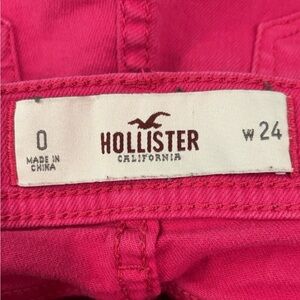 0
MADE IN
CHINA
HOLLISTER
CALIFORNIA
W 24